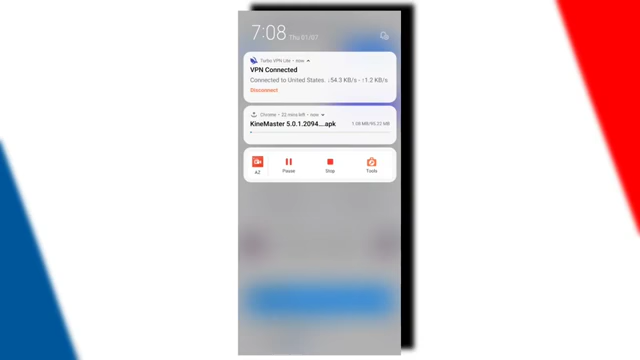 7:08 Thu 01/07
Turbo VPN Lite • now
VPN Connected
Connected to United States. ↓54.3 KB/s - ↑1.2 KB/s
Disconnect
Chrome • 22 mins left • now
KineMaster 5.0.1.2094....apk 1.08 MB/95.22 MB
AZ Pause Stop Tools